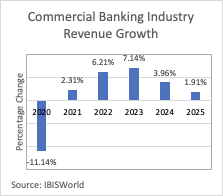 Commercial Banking Industry
Revenue Growth
Percentage Change
-11.14%
2.31%
6.21%
7.14%
3.96%
1.91%
2020 2021 2022 2023 2024 2025
Source: IBISWorld